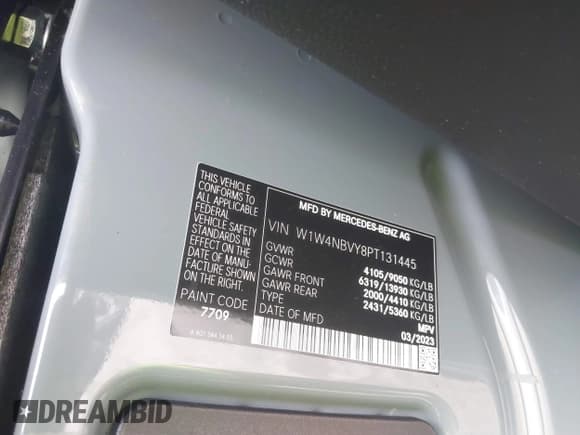 THIS VEHICLE
CONFORMS TO
ALL APPLICABLE
FEDERAL
VEHICLE SAFETY
STANDARDS IN
EFFECT ON THE
DATE OF MANU-
FACTURE SHOWN
ON THE RIGHT.
PAINT CODE
7709
MFD BY MERCEDES-BENZ AG
VIN W1W4NBVY8PT131445
GVWR 4105/9050 KG/LB
GCWR 6319/13930 KG/LB
GAWR FRONT 2000/4410 KG/LB
GAWR REAR 2431/5360 KG/LB
TYPE MPV
DATE OF MFD 03/2023
DREAMBID